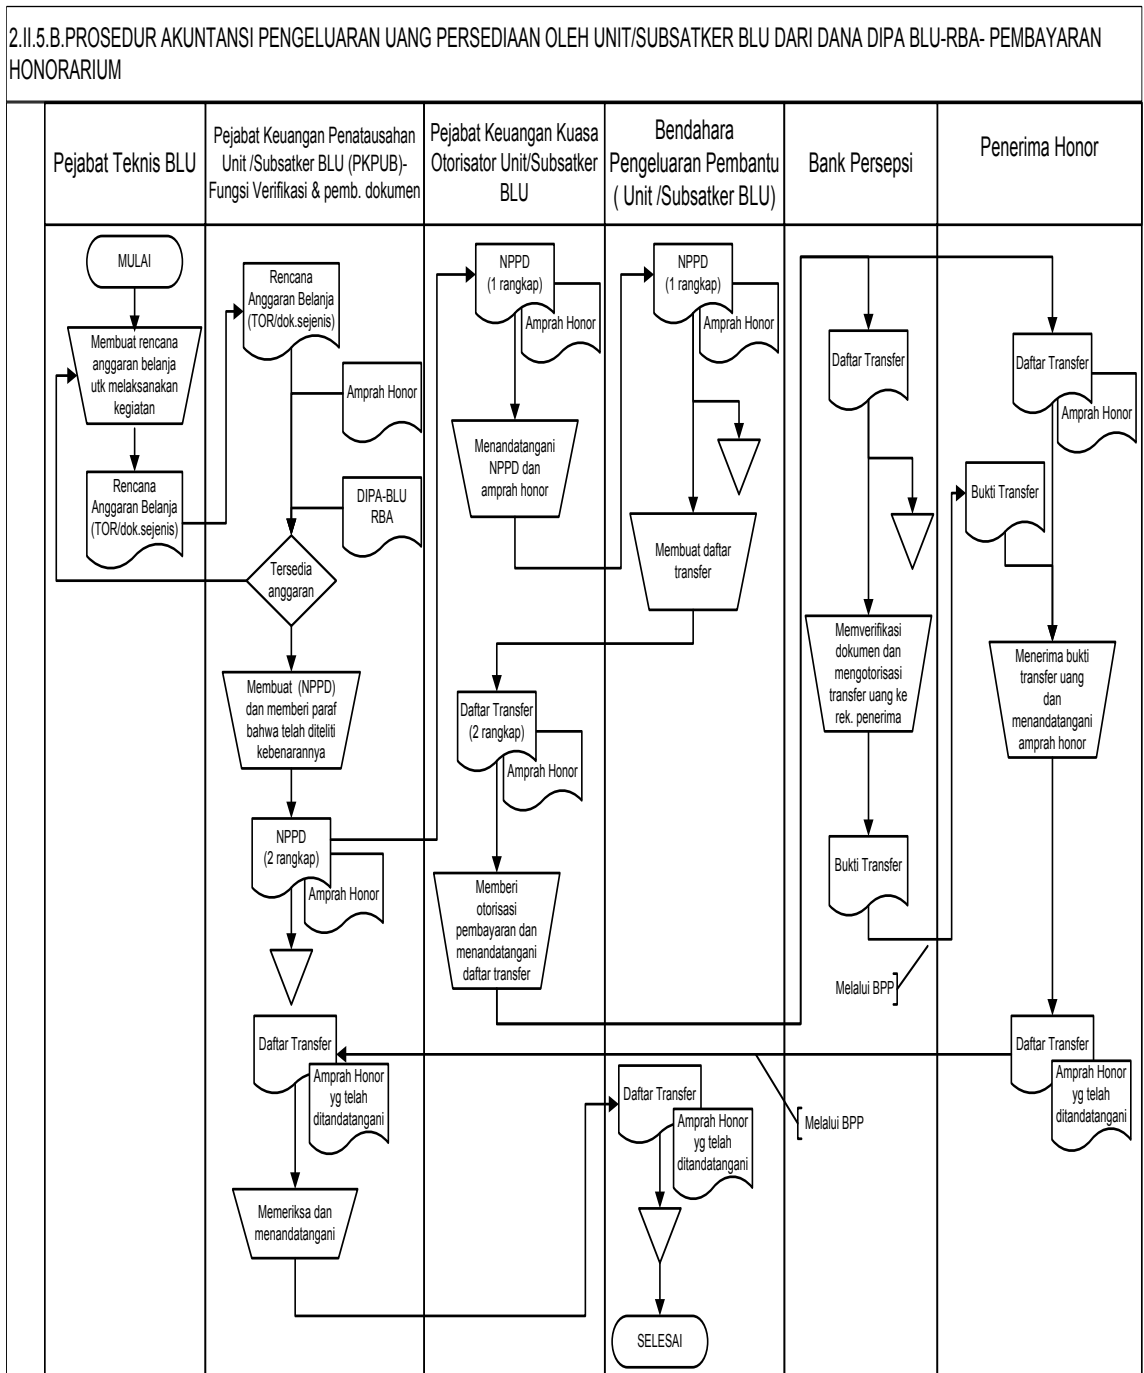 2.II.5.B.PROSEDUR AKUNTANSI PENGELUARAN UANG PERSEDIAAN OLEH UNIT/SUBSATKER BLU DARI DANA DIPA BLU-RBA- PEMBAYARAN
HONORARIUM
Pejabat Teknis BLU
Pejabat Keuangan Penatausahan
Unit /Subsatker BLU (PKPUB)-
Fungsi Verifikasi & pemb. dokumen
Pejabat Keuangan Kuasa
Otorisator Unit/Subsatker
BLU
Bendahara
Pengeluaran Pembantu
( Unit /Subsatker BLU)
Bank Persepsi
Penerima Honor
MULAI
Membuat rencana
anggaran belanja
utk melaksanakan
kegiatan
Rencana
Anggaran Belanja
(TOR/dok.sejenis)
Rencana
Anggaran Belanja
(TOR/dok.sejenis)
Amprah Honor
DIPA-BLU
RBA
Tersedia
anggaran
Membuat  (NPPD)
dan memberi paraf
bahwa telah diteliti
kebenarannya
NPPD
(2 rangkap)
Amprah Honor
NPPD
(1 rangkap)
Amprah Honor
Menandatangani
NPPD dan
amprah honor
NPPD
(1 rangkap)
Amprah Honor
Membuat daftar
transfer
Daftar Transfer
(2 rangkap)
Amprah Honor
Memberi
otorisasi
pembayaran dan
menandatangani
daftar transfer
Daftar Transfer
Memverifikasi
dokumen dan
mengotorisasi
transfer uang ke
rek. penerima
Bukti Transfer
Melalui BPP
Daftar Transfer
Amprah Honor
Bukti Transfer
Menerima bukti
transfer uang
dan
menandatangani
amprah honor
Daftar Transfer
Amprah Honor
yg telah
ditandatangani
Melalui BPP
Daftar Transfer
Amprah Honor
yg telah
ditandatangani
Memeriksa dan
menandatangani
Daftar Transfer
Amprah Honor
yg telah
ditandatangani
SELESAI